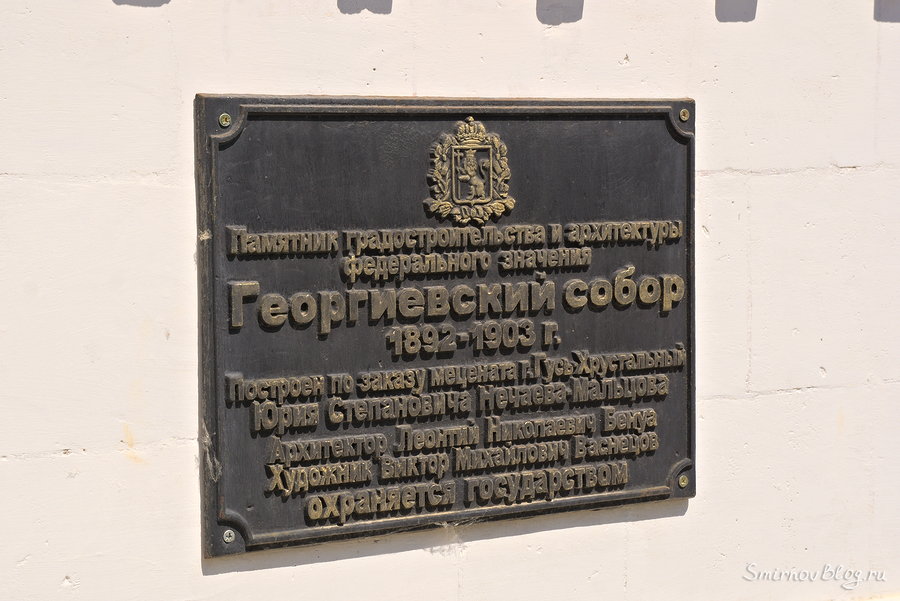 Памятник градостроительства и архитектуры
федерального значения
Георгиевский собор
1892-1903 г.
Построен по заказу мецената г.Гусь-Хрустальный
Юрия Степановича Нечаева-Мальцова
Архитектор Леонтий Николаевич Бенуа
Художник Виктор Михайлович Васнецов
охраняется государством
SmirnovBlog.ru